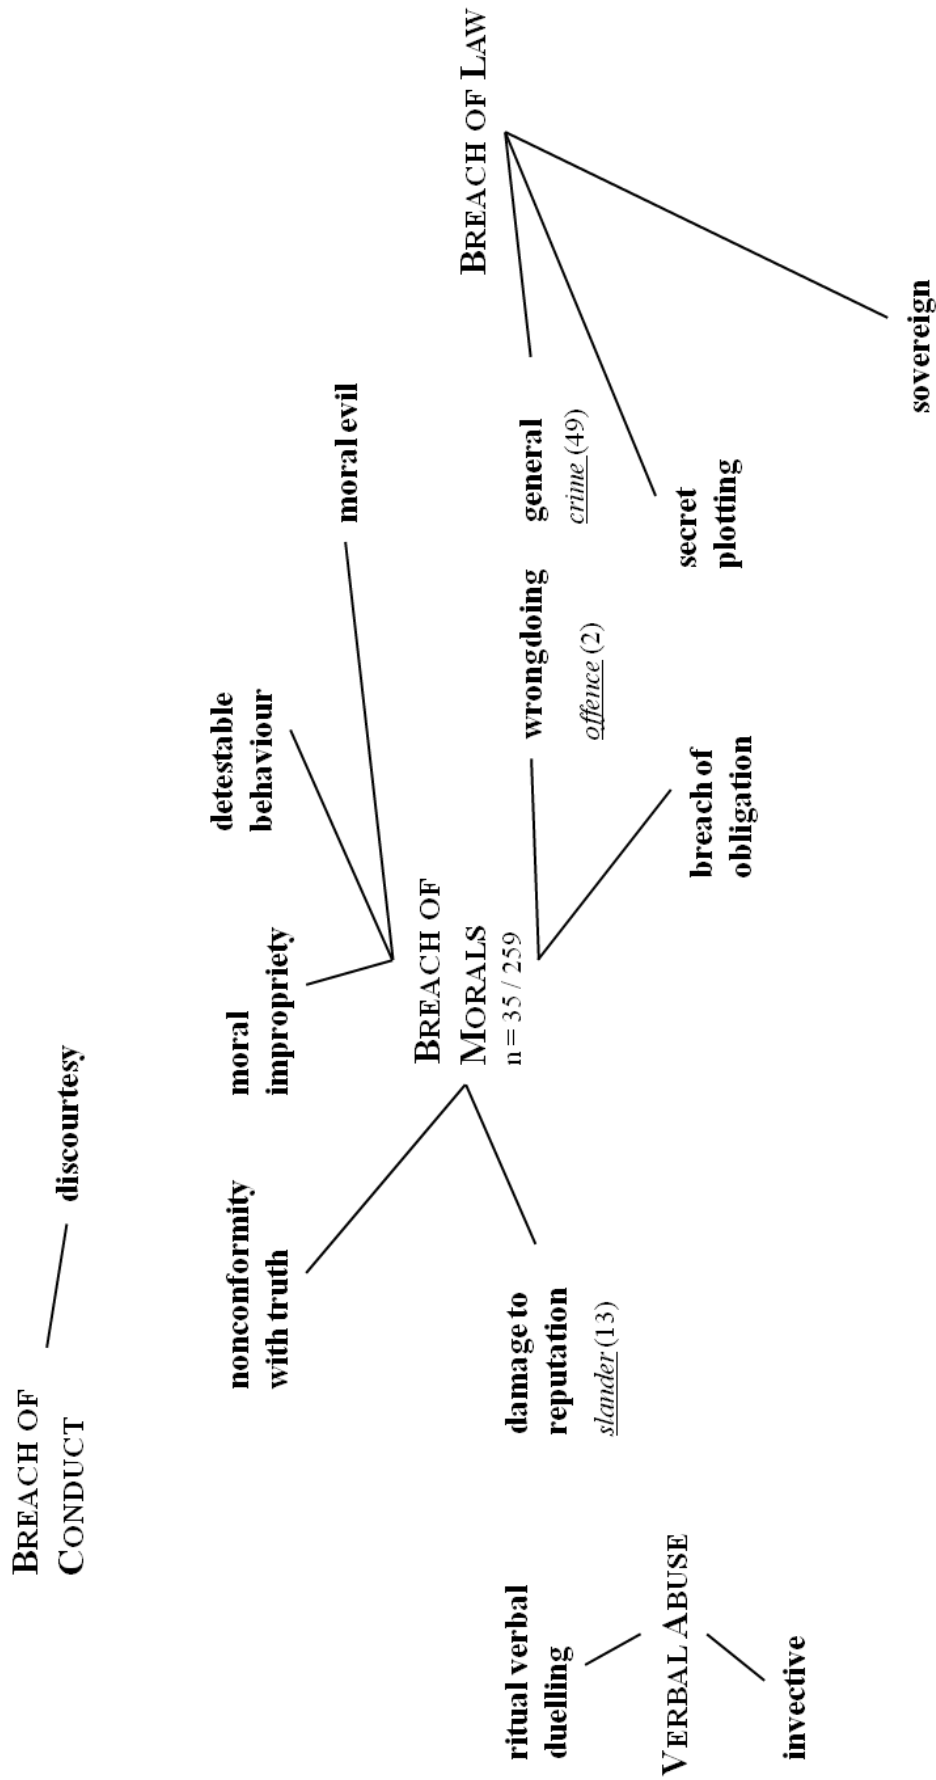 BREACH OF
CONDUCT
discourtesy
nonconformity
with truth
moral
impropriety
detestable
behaviour
moral evil
BREACH OF
MORALS
n = 35 / 259
BREACH OF LAW
ritual verbal
duelling
damage to
reputation
slander (13)
wrongdoing
offence (2)
general
crime (49)
VERBAL ABUSE
breach of
obligation
secret
plotting
invective
sovereign